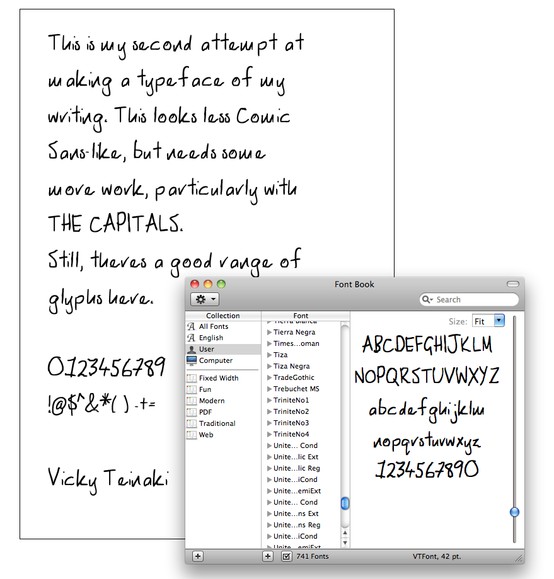 This is my second attempt at
making a typeface of my
writing. This looks less Comic
Sans-like, but needs some
more work, particularly with
THE CAPITALS.
Still, theres a good range of
glyphs here.
0123456789
!@$^&*( ) -+=
Vicky Teinaki
Font Book
Search
Collection
Font
All Fonts
English
User
Computer
Fixed Width
Fun
Modern
PDF
Traditional
Web
Tierra Negra
Times...oman
Tiza
Tiza Negra
TradeGothic
Trebuchet MS
TriniteNo1
TriniteNo2
TriniteNo3
TriniteNo4
Unite... Cond
Unite...lic Ext
Unite...lic Reg
Unite...iCond
Unite...emiExt
Unite... Cond
Unite...ns Ext
Unite...ns Reg
Unite...iCond
Unite...emiExt
Size: Fit
ABCDEFGHIJKLM
NOPQRSTUVWXYZ
abcdefghijklm
nopqrstuvwxyz
1234567890
741 Fonts
VTFont, 42 pt.